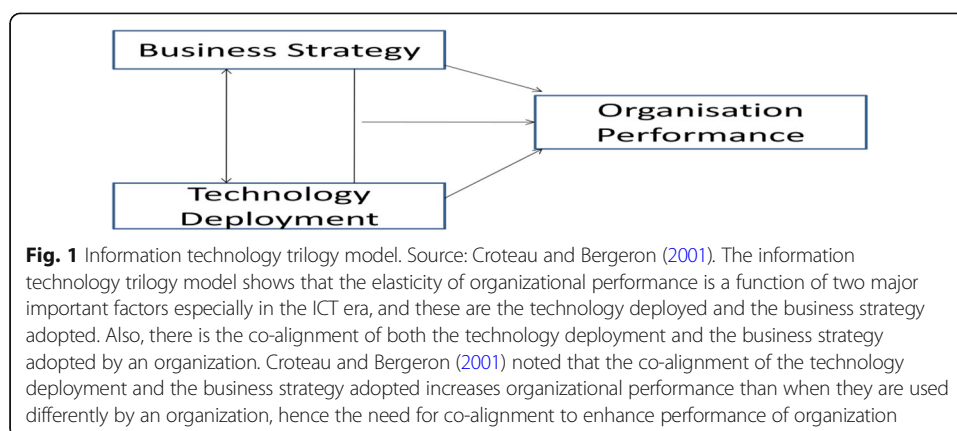 Business Strategy
Organisation
Performance
Technology
Deployment
Fig. 1 Information technology trilogy model. Source: Croteau and Bergeron (2001). The information
technology trilogy model shows that the elasticity of organizational performance is a function of two major
important factors especially in the ICT era, and these are the technology deployed and the business strategy
adopted. Also, there is the co-alignment of both the technology deployment and the business strategy
adopted by an organization. Croteau and Bergeron (2001) noted that the co-alignment of the technology
deployment and the business strategy adopted increases organizational performance than when they are used
differently by an organization, hence the need for co-alignment to enhance performance of organization